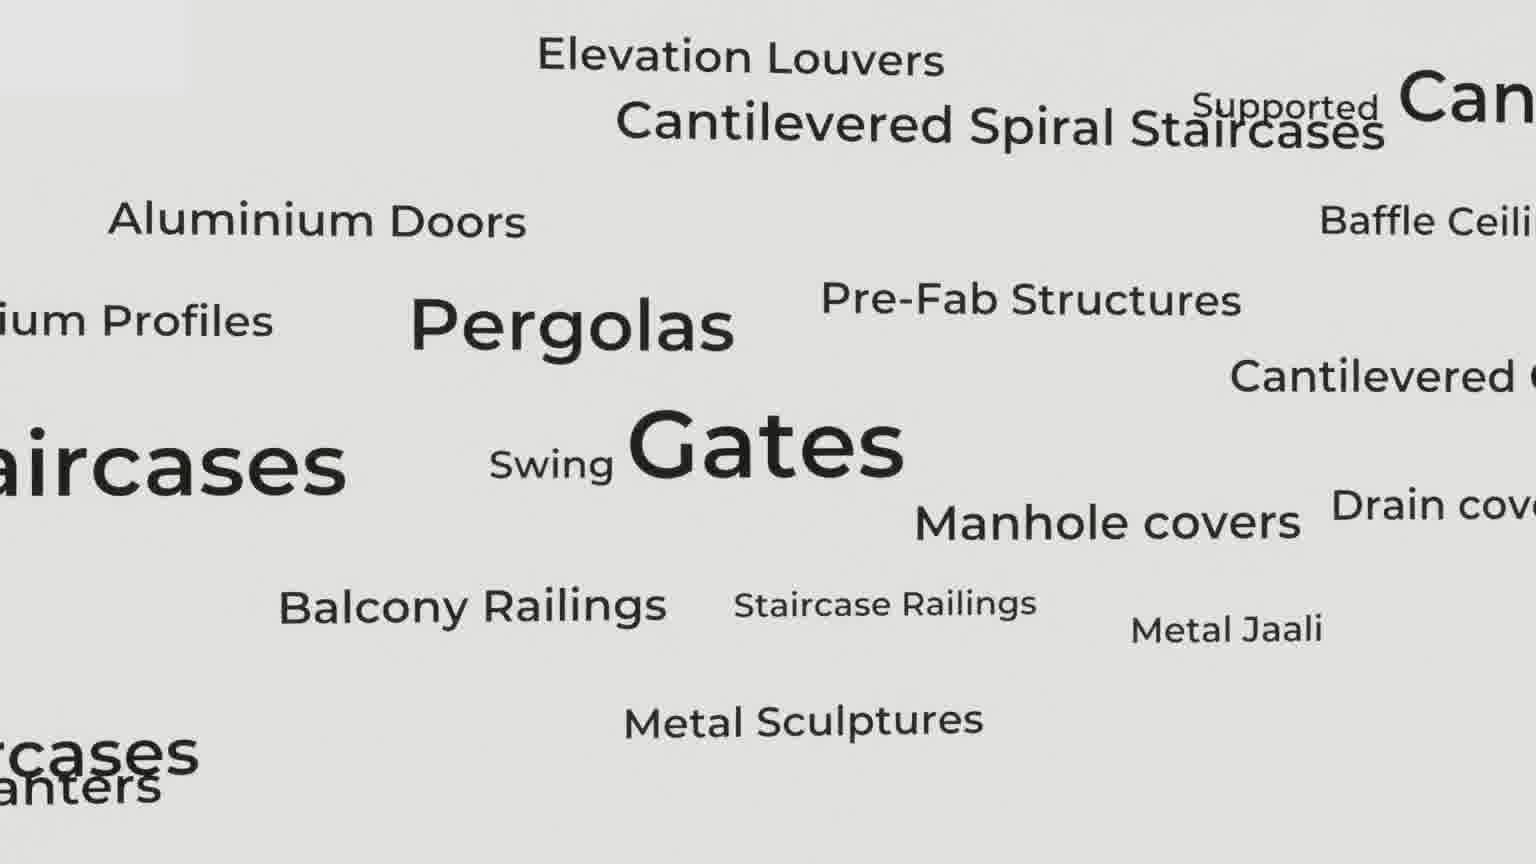 Elevation Louvers
Supported Can
Cantilevered Spiral Staircases
Aluminium Doors
Baffle Ceili
Pre-Fab Structures
ium Profiles
Pergolas
Cantilevered
aircases
Swing Gates
Drain cov
Manhole covers
Balcony Railings
Staircase Railings
Metal Jaali
Metal Sculptures
rcases
anters